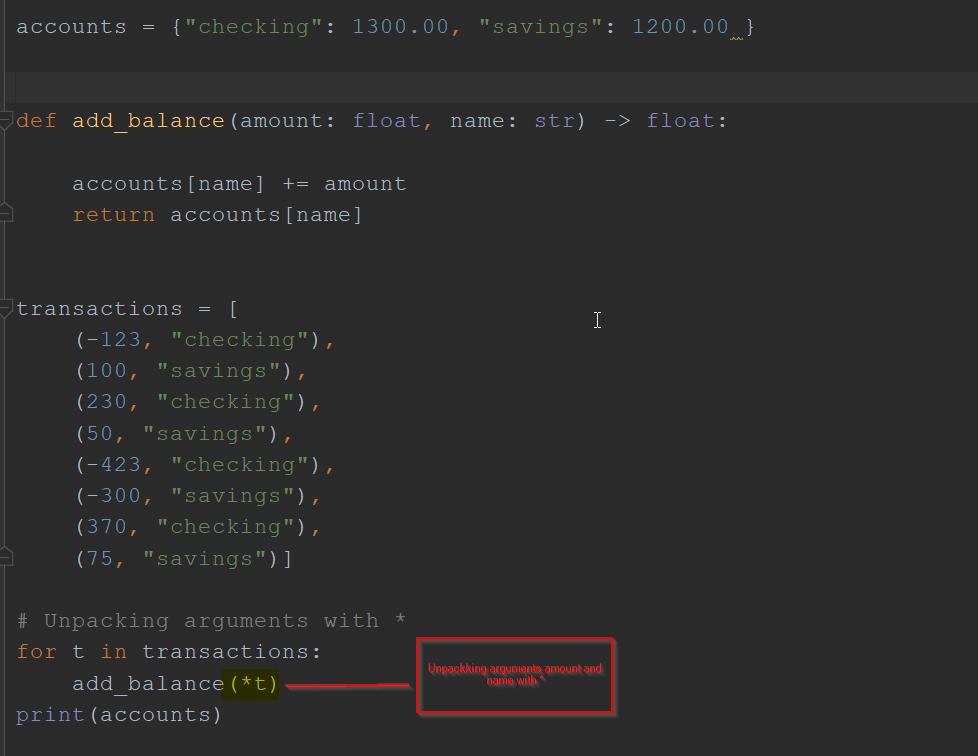 accounts = {"checking": 1300.00, "savings": 1200.00 }
def add_balance(amount: float, name: str) -> float:
accounts[name] += amount
return accounts[name]
transactions = [
(-123, "checking"),
(100, "savings"),
(230, "checking"),
(50, "savings"),
(-423, "checking"),
(-300, "savings"),
(370, "checking"),
(75, "savings")]
# Unpacking arguments with *
for t in transactions:
add_balance(*t)
Unpackking arguments amount and
name with *
print(accounts)